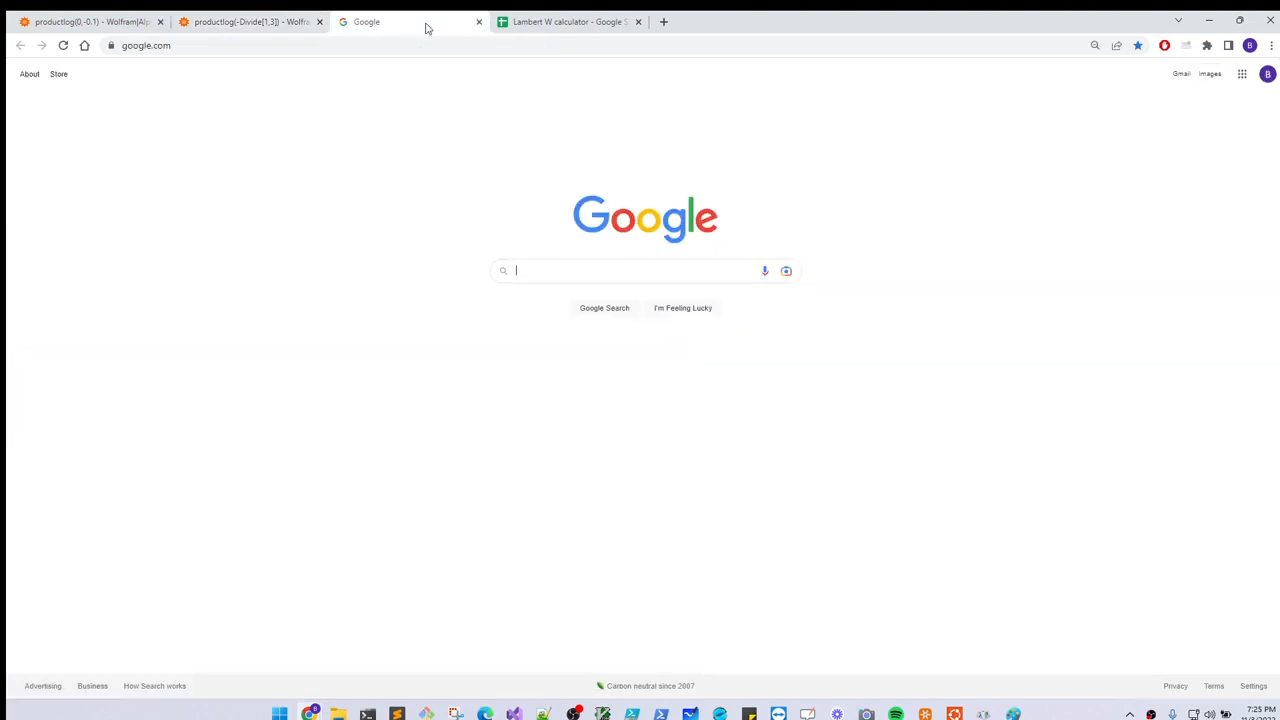 productlog(0,-0.1) - Wolfram|Alp
productlog(-Divide[1,3]) - Wolfra
Google
Lambert W calculator - Google S
google.com
B
About
Store
Gmail
Images
B
Google
Google Search
I'm Feeling Lucky
Advertising
Business
How Search works
Carbon neutral since 2007
Privacy
Terms
Settings
7:25 PM